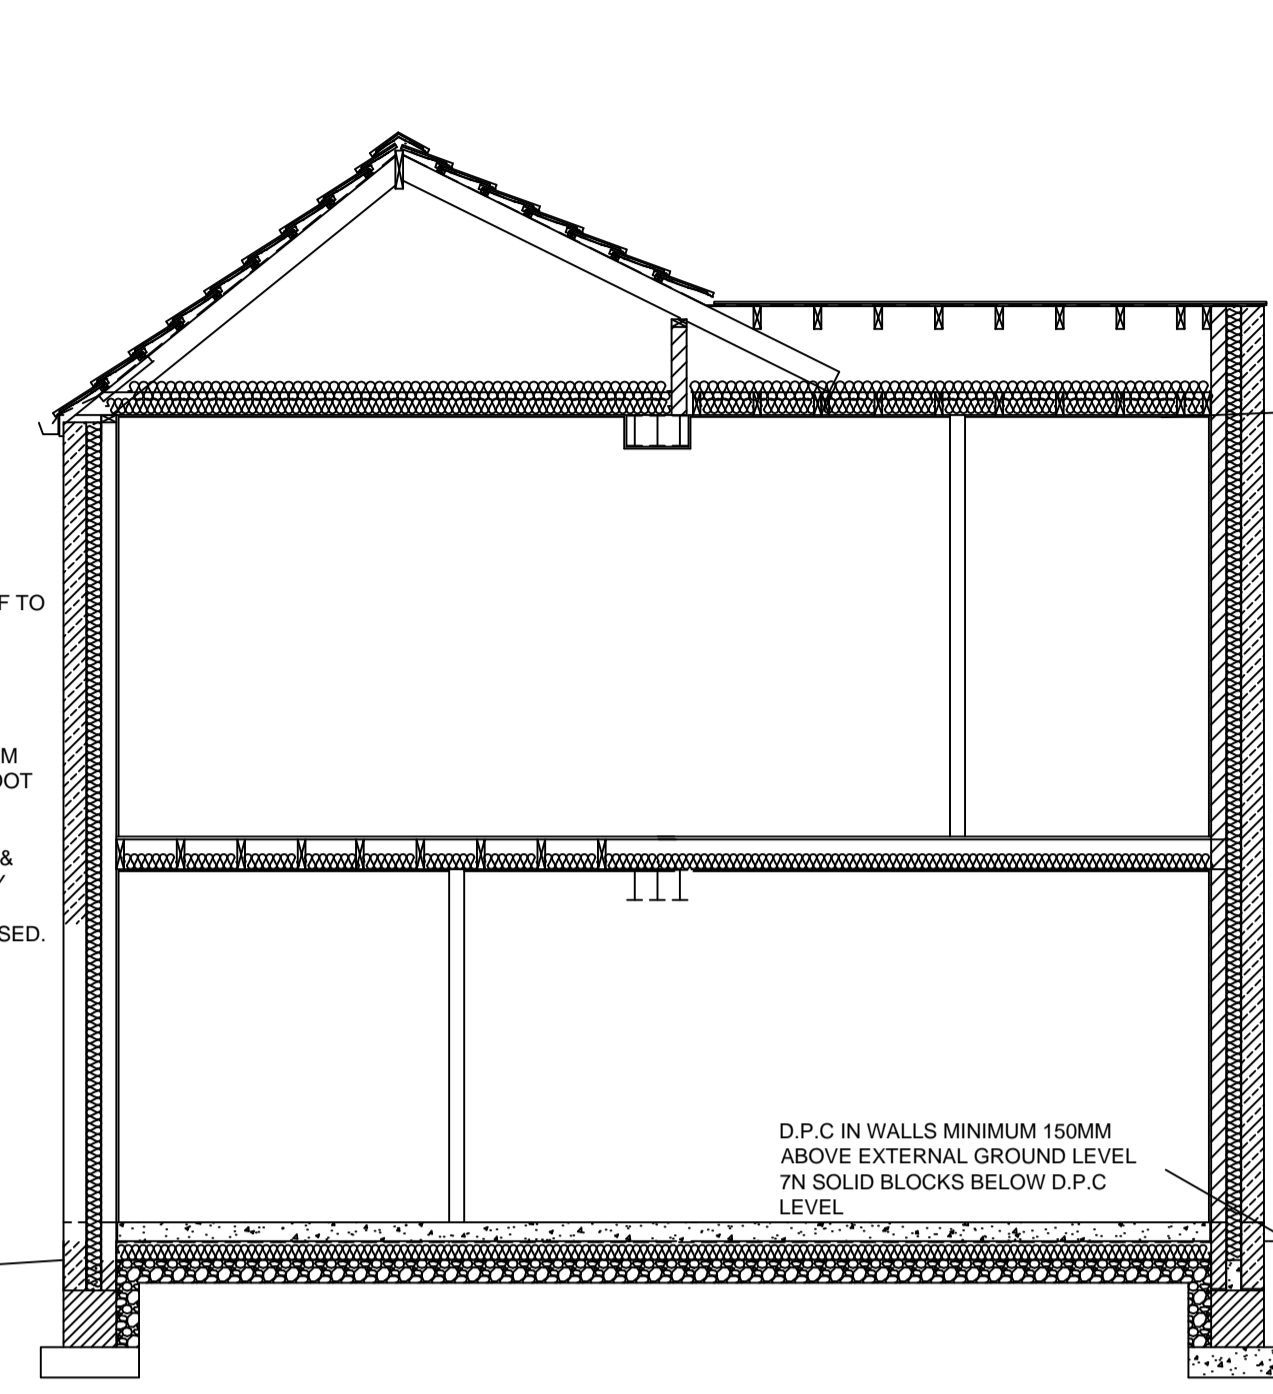 F TO
M
OOT
&
Y
SED.
D.P.C IN WALLS MINIMUM 150MM
ABOVE EXTERNAL GROUND LEVEL
7N SOLID BLOCKS BELOW D.P.C
LEVEL